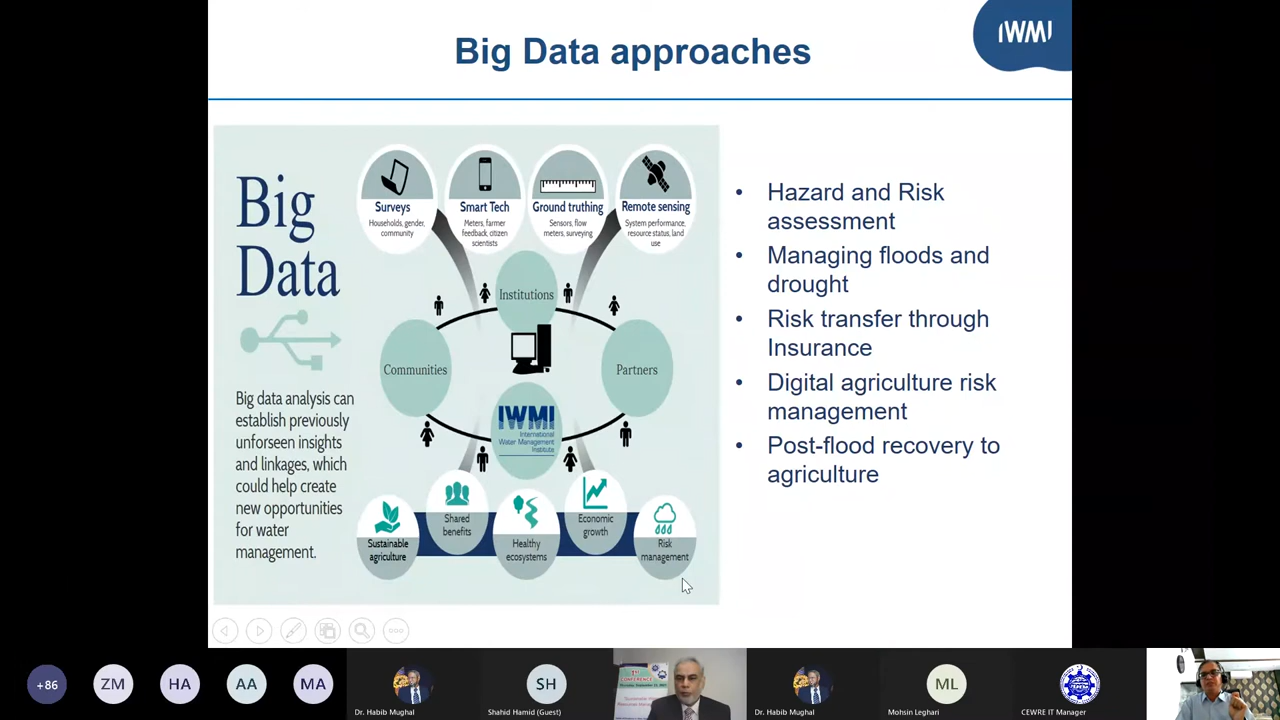 Big Data approaches
IWMI
Big
Data
Big data analysis can
establish previously
unforseen insights
and linkages, which
could help create
new opportunities
for water
management.
Surveys
Households, gender,
community
Smart Tech
Meters, farmer
feedback, citizen
scientists
Ground truthing
Sensors, flow
meters, surveying
Remote sensing
System performance,
resource status, land
use
Institutions
Communities
Partners
IWMI
International
Water Management
Institute
Sustainable
agriculture
Shared
benefits
Healthy
ecosystems
Economic
growth
Risk
management
• Hazard and Risk
assessment
• Managing floods and
drought
• Risk transfer through
Insurance
• Digital agriculture risk
management
• Post-flood recovery to
agriculture
+86
ZM
HA
AA
MA
Dr. Habib Mughal
SH
Shahid Hamid (Guest)
CONFERENCE
Dr. Habib Mughal
ML
Mohsin Leghari
CEWRE IT Manager